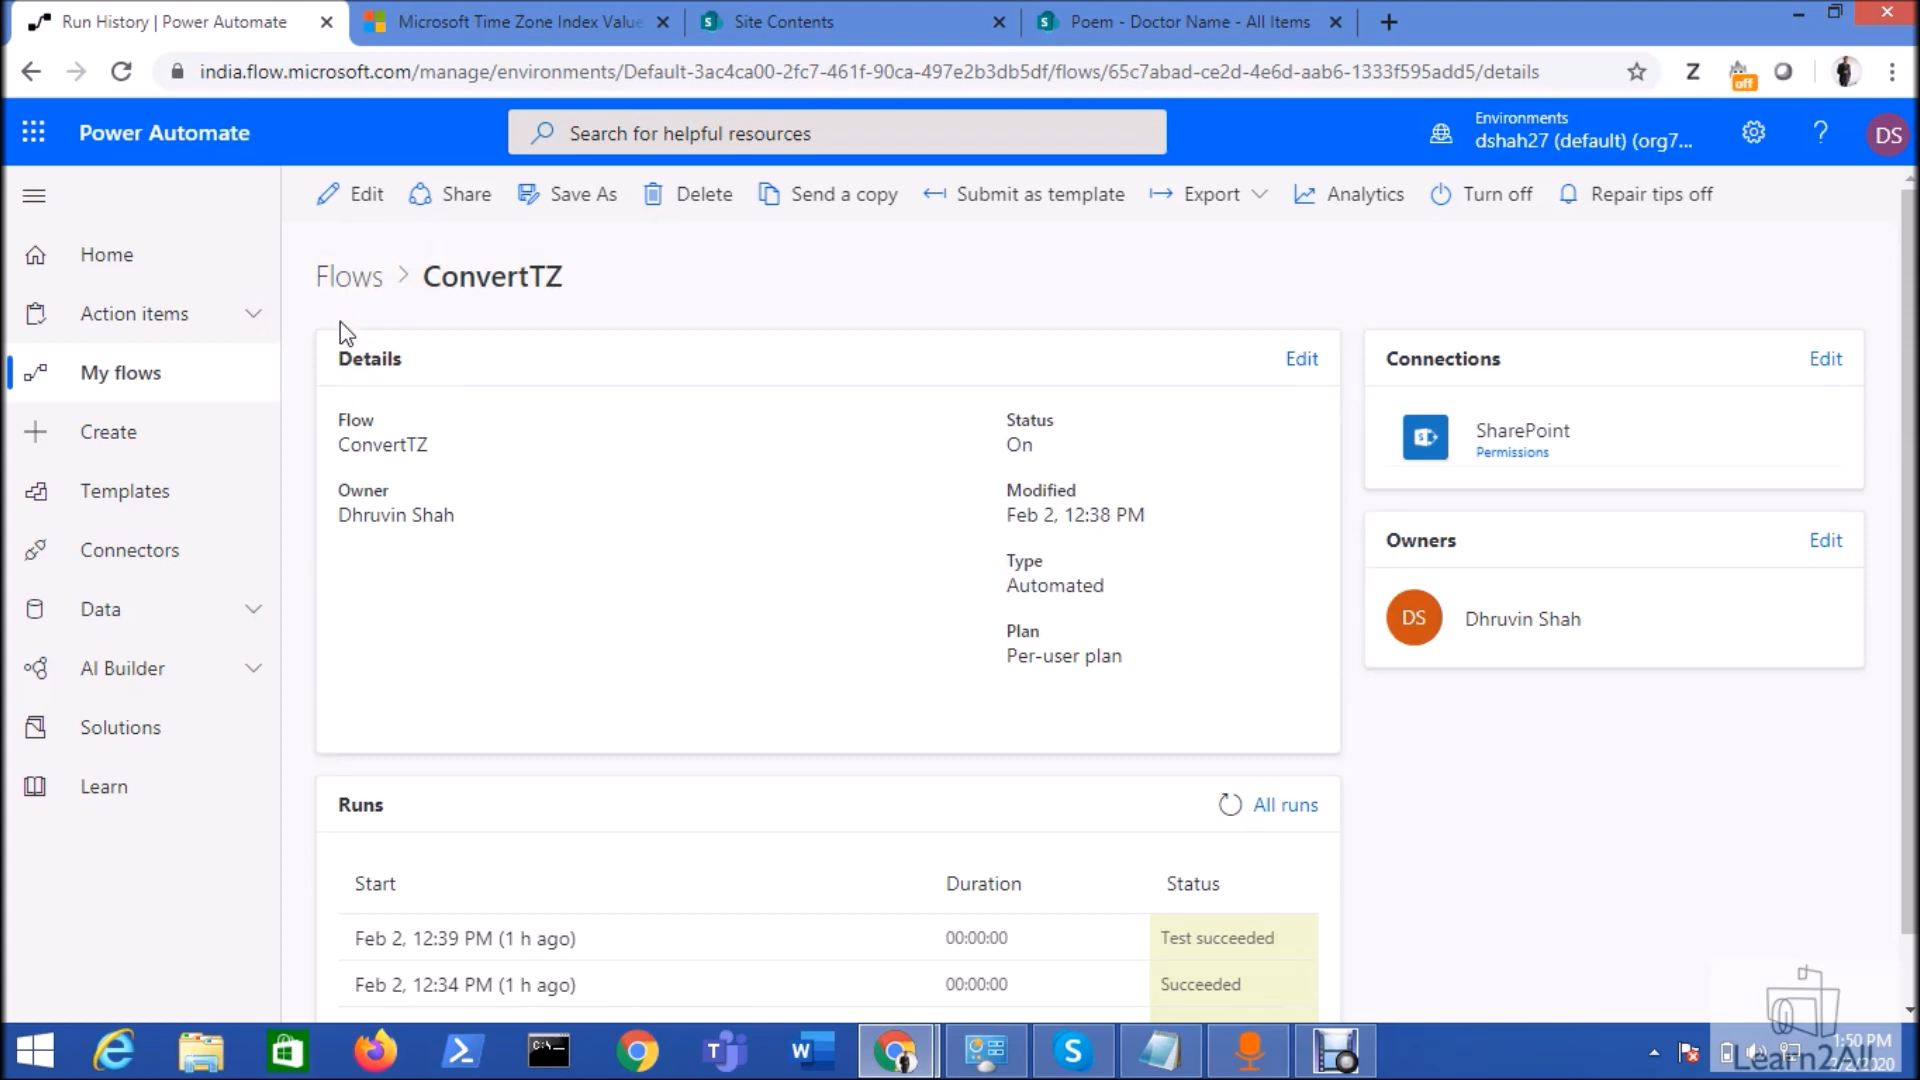 Run History | Power Automate
Microsoft Time Zone Index Value
Site Contents
Poem - Doctor Name - All Items
india.flow.microsoft.com/manage/environments/Default-3ac4ca00-2fc7-461f-90ca-497e2b3db5df/flows/65c7abad-ce2d-4e6d-aab6-1333f595add5/details
Z
off
Power Automate
Search for helpful resources
Environments
dshah27 (default) (org7...
?
DS
Edit
Share
Save As
Delete
Send a copy
Submit as template
Export
Analytics
Turn off
Repair tips off
Home
Action items
My flows
Create
Templates
Connectors
Data
AI Builder
Solutions
Learn
Flows > ConvertTZ
Details
Edit
Flow
ConvertTZ
Owner
Dhruvin Shah
Status
On
Modified
Feb 2, 12:38 PM
Type
Automated
Plan
Per-user plan
Connections
Edit
SharePoint
Permissions
Owners
Edit
DS
Dhruvin Shah
Runs
All runs
Start
Duration
Status
Feb 2, 12:39 PM (1 h ago)
00:00:00
Test succeeded
Feb 2, 12:34 PM (1 h ago)
00:00:00
Succeeded
1:50 PM
2/2/2020
Learn2All